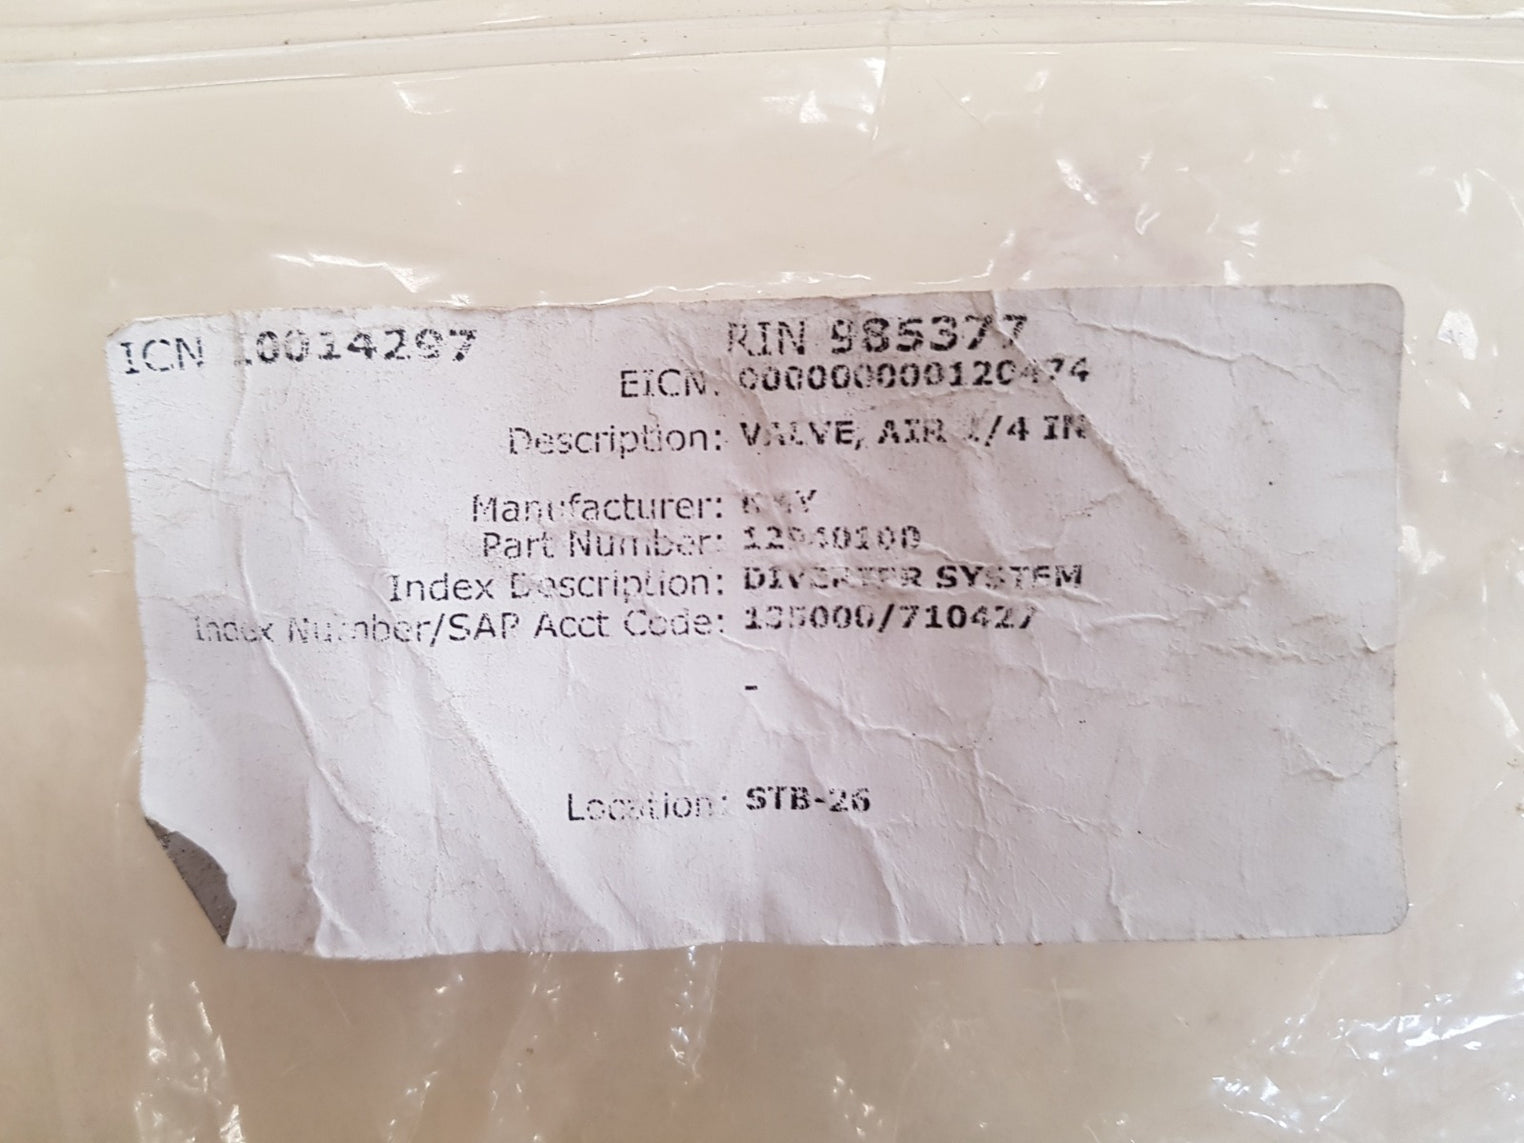 ICN 10014297 RIN 985377
EICN: 000000000120474
Description: VALVE, AIR 1/4 IN
Manufacturer:
Part Number:
Index Description: DIVERTER SYSTEM
Index Number/SAP Acct Code: 135000/710427
-
Location: STB-26